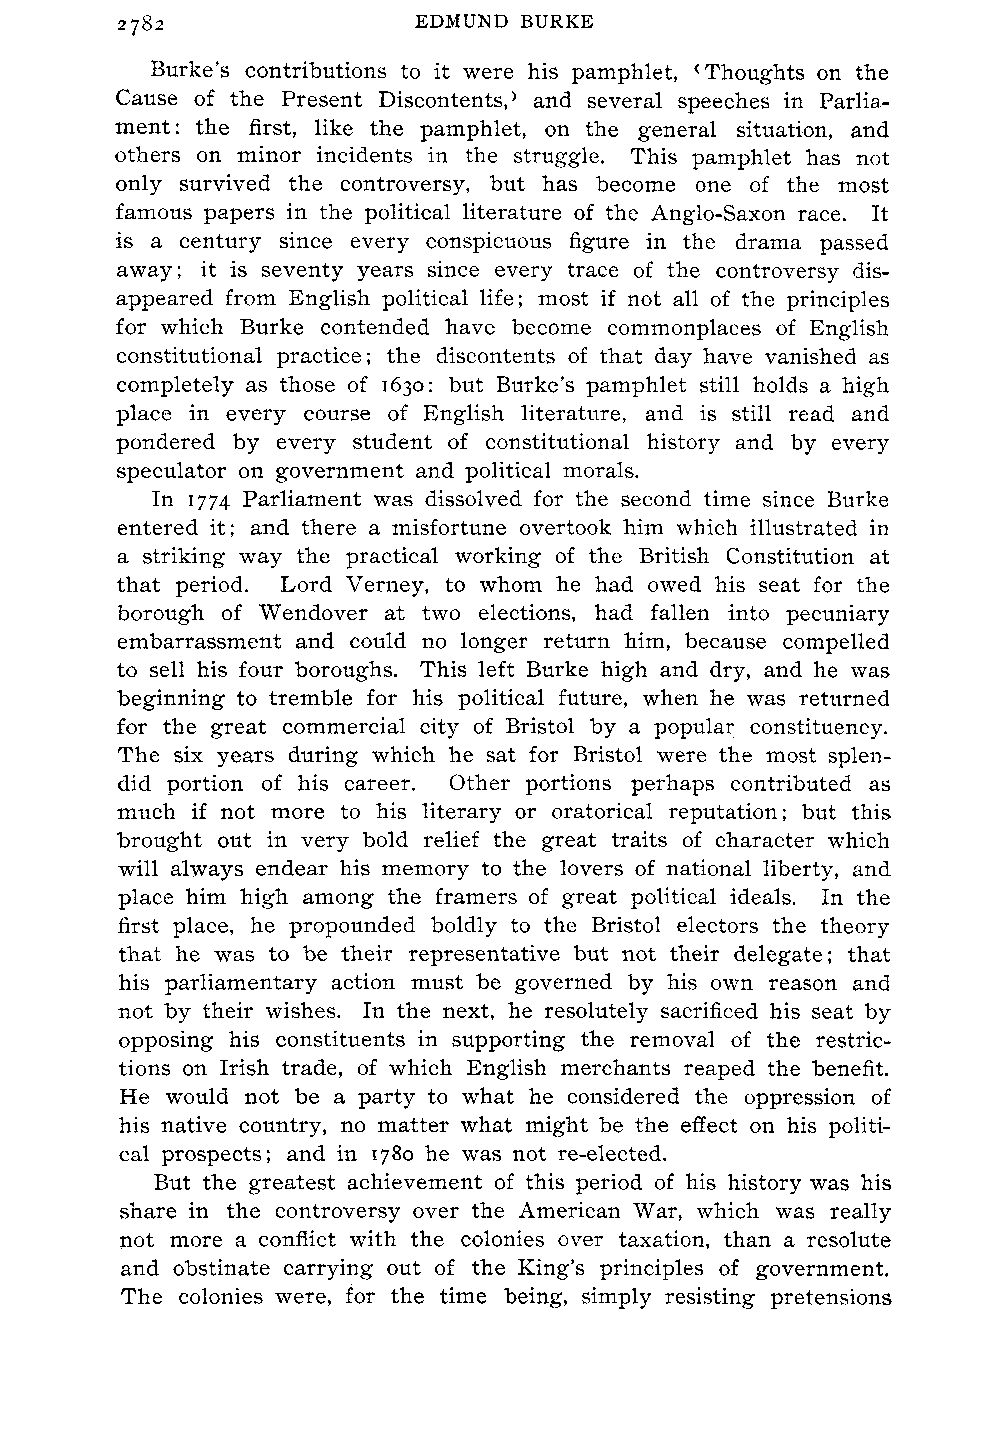 2782 EDMUND BURKE
Burke's contributions to it were his pamphlet, ‘Thoughts on the
Cause of the Present Discontents,’ and several speeches in Parlia-
ment: the first, like the pamphlet, on the general situation, and
others on minor incidents in the struggle. This pamphlet has not
only survived the controversy, but has become one of the most
famous papers in the political literature of the Anglo-Saxon race. It
is a century since every conspicuous figure in the drama passed
away; it is seventy years since every trace of the controversy dis-
appeared from English political life; most if not all of the principles
for which Burke contended have become commonplaces of English
constitutional practice; the discontents of that day have vanished as
completely as those of 1630: but Burke's pamphlet still holds a high
place in every course of English literature, and is still read and
pondered by every student of constitutional history and by every
speculator on government and political morals.
In 1774 Parliament was dissolved for the second time since Burke
entered it; and there a misfortune overtook him which illustrated in
a striking way the practical working of the British Constitution at
that period. Lord Verney, to whom he had owed his seat for the
borough of Wendover at two elections, had fallen into pecuniary
embarrassment and could no longer return him, because compelled
to sell his four boroughs. This left Burke high and dry, and he was
beginning to tremble for his political future, when he was returned
for the great commercial city of Bristol by a popular constituency.
The six years during which he sat for Bristol were the most splen-
did portion of his career. Other portions perhaps contributed as
much if not more to his literary or oratorical reputation; but this
brought out in very bold relief the great traits of character which
will always endear his memory to the lovers of national liberty, and
place him high among the framers of great political ideals. In the
first place, he propounded boldly to the Bristol electors the theory
that he was to be their representative but not their delegate; that
his parliamentary action must be governed by his own reason and
not by their wishes. In the next, he resolutely sacrificed his seat by
opposing his constituents in supporting the removal of the restric-
tions on Irish trade, of which English merchants reaped the benefit.
He would not be a party to what he considered the oppression of
his native country, no matter what might be the effect on his politi-
cal prospects; and in 1780 he was not re-elected.
But the greatest achievement of this period of his history was his
share in the controversy over the American War, which was really
not more a conflict with the colonies over taxation, than a resolute
and obstinate carrying out of the King's principles of government.
The colonies were, for the time being, simply resisting pretensions